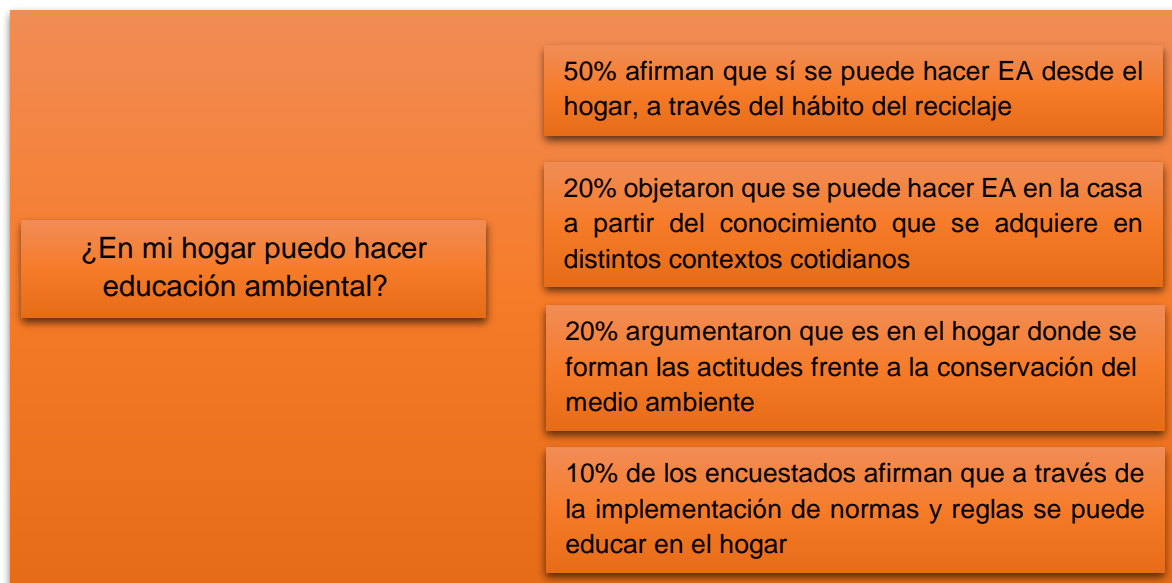 ¿En mi hogar puedo hacer
educación ambiental?
50% afirman que sí se puede hacer EA desde el
hogar, a través del hábito del reciclaje
20% objetaron que se puede hacer EA en la casa
a partir del conocimiento que se adquiere en
distintos contextos cotidianos
20% argumentaron que es en el hogar donde se
forman las actitudes frente a la conservación del
medio ambiente
10% de los encuestados afirman que a través de
la implementación de normas y reglas se puede
educar en el hogar